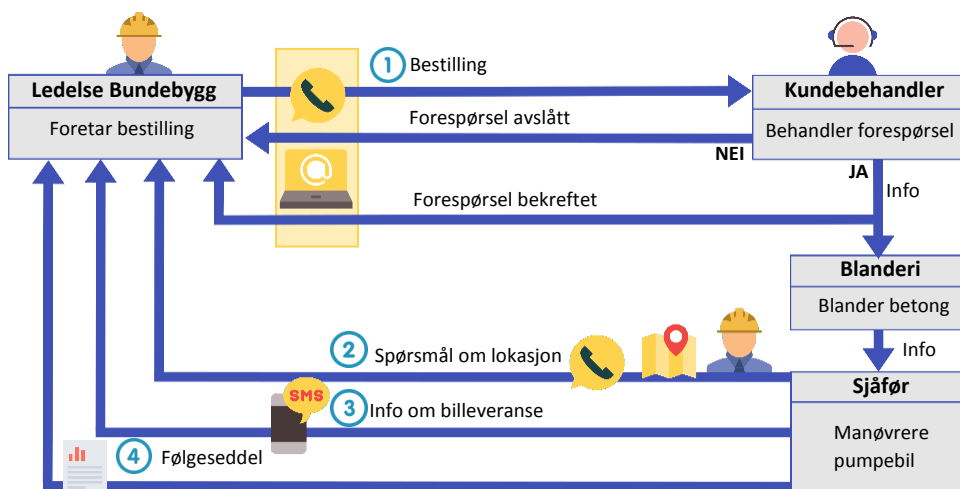 1 Bestilling
Ledelse Bundebygg
Kundebehandler
Foretar bestilling
Forespørsel avslått
Behandler forespørsel
NEI
JA
@
Info
Forespørsel bekreftet
Blanderi
Blander betong
2 Spørsmål om lokasjon
Info
Sjåfør
SMS
3 Info om billeveranse
Manøvrere
pumpebil
4 Følgeseddel